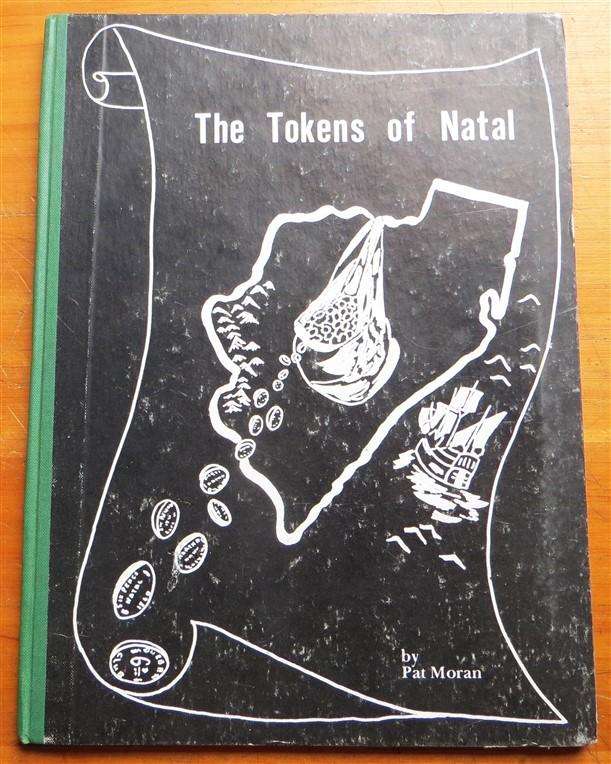 The Tokens of Natal
by
Pat Moran